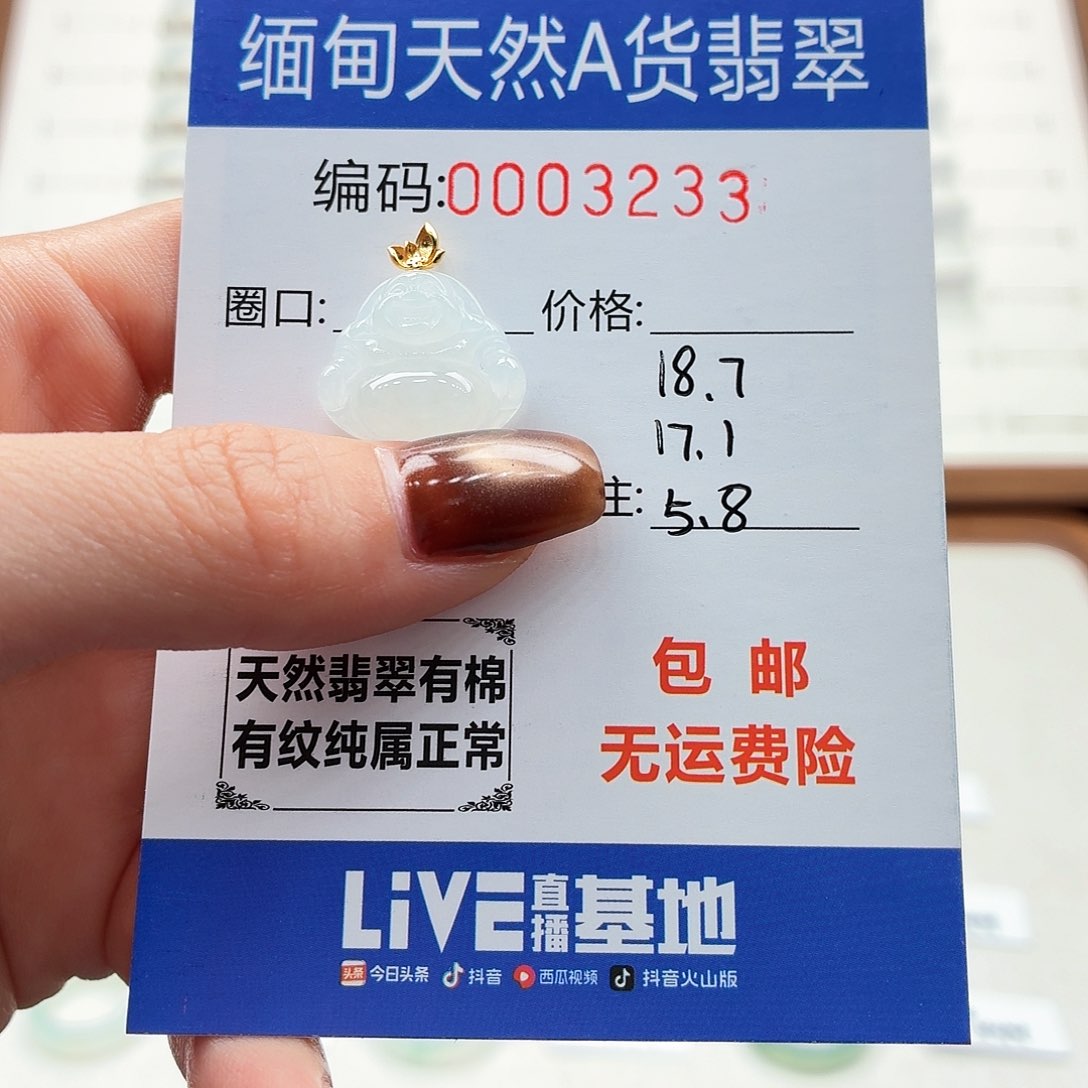 缅甸天然A货翡翠
编码:0003233
圈口:
价格:
18.7
17.1
注:
5.8
天然翡翠有棉
有纹纯属正常
包邮
无运费险
LiVE直播基地
头条 今日头条 抖音 西瓜视频 抖音火山版